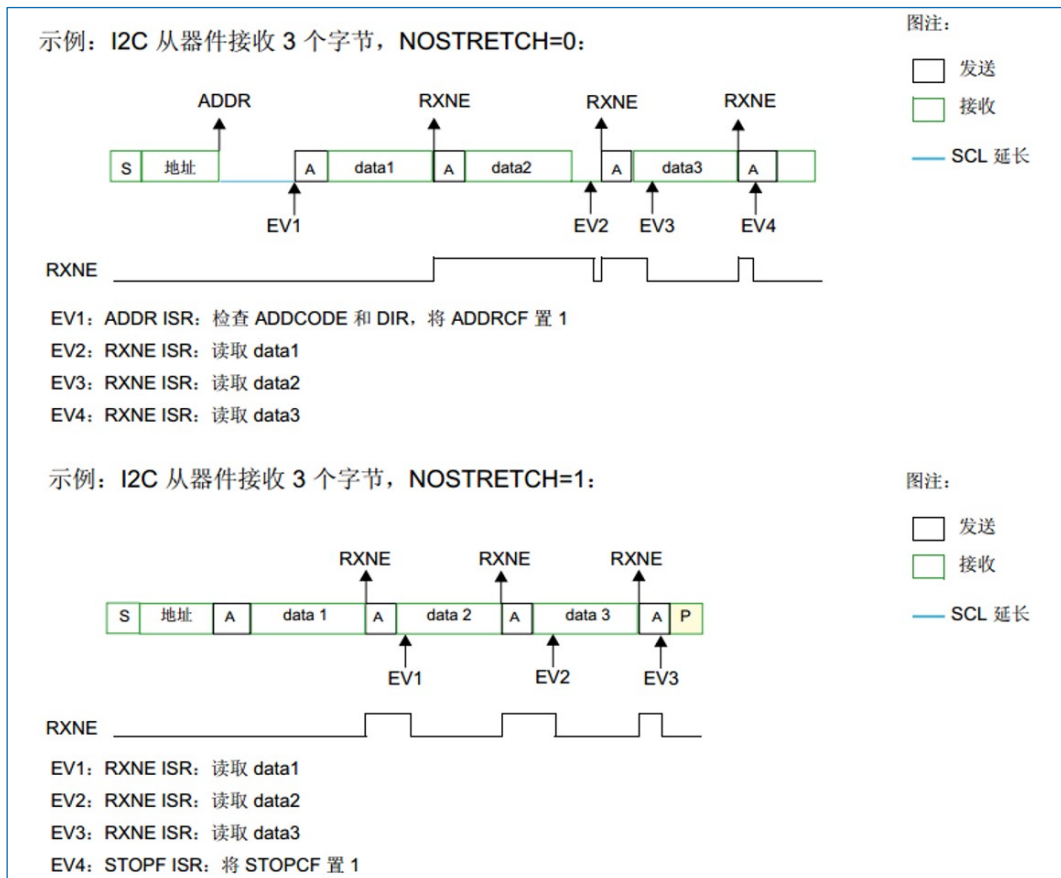 示例：I2C 从器件接收 3 个字节，NOSTRETCH=0：
图注：
发送
接收
SCL 延长
ADDR RXNE RXNE RXNE
S 地址 A data1 A data2 A data3 A
EV1 EV2 EV3 EV4
RXNE
EV1：ADDR ISR：检查 ADDCODE 和 DIR，将 ADDRCF 置 1
EV2：RXNE ISR：读取 data1
EV3：RXNE ISR：读取 data2
EV4：RXNE ISR：读取 data3
示例：I2C 从器件接收 3 个字节，NOSTRETCH=1：
图注：
发送
接收
SCL 延长
RXNE RXNE RXNE
S 地址 A data 1 A data 2 A data 3 A P
EV1 EV2 EV3
RXNE
EV1：RXNE ISR：读取 data1
EV2：RXNE ISR：读取 data2
EV3：RXNE ISR：读取 data3
EV4：STOPF ISR：将 STOPCF 置 1